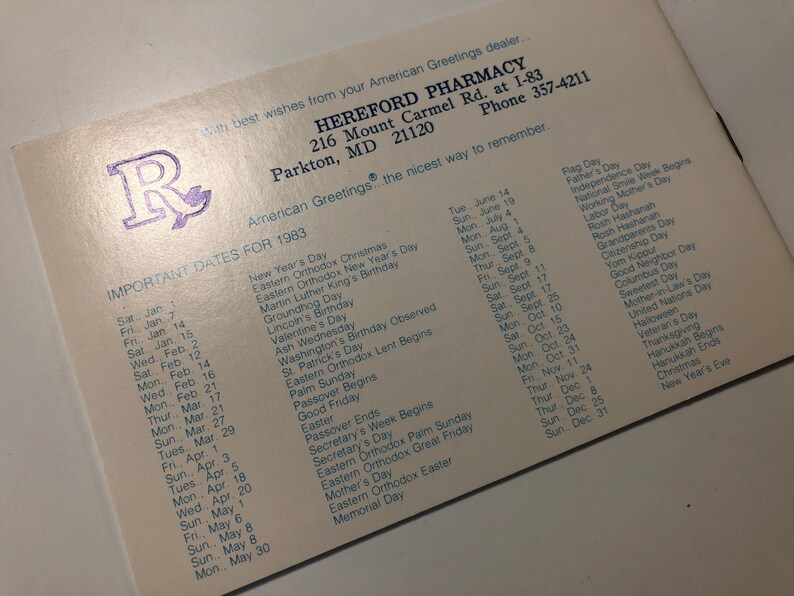 With best wishes from your American Greetings dealer...
HEREFORD PHARMACY
216 Mount Carmel Rd. at I-83
Parkton, MD 21120 Phone 357-4211
Rx
American Greetings®...the nicest way to remember.
IMPORTANT DATES FOR 1983
Sat., Jan. 1 New Year's Day
Fri., Jan. 7 Eastern Orthodox Christmas
Fri., Jan. 14 Eastern Orthodox New Year's Day
Sat., Jan. 15 Martin Luther King's Birthday
Wed., Feb. 2 Groundhog Day
Sat., Feb. 12 Lincoln's Birthday
Mon., Feb. 14 Valentine's Day
Wed., Feb. 16 Ash Wednesday
Mon., Feb. 21 Washington's Birthday Observed
Thur., Mar. 17 St. Patrick's Day
Mon., Mar. 21 Eastern Orthodox Lent Begins
Sun., Mar. 27 Palm Sunday
Tues., Mar. 29 Passover Begins
Fri., Apr. 1 Good Friday
Sun., Apr. 3 Easter
Tues., Apr. 5 Passover Ends
Mon., Apr. 18 Secretary's Week Begins
Wed., Apr. 20 Secretary's Day
Sun., May 1 Eastern Orthodox Palm Sunday
Fri., May 6 Eastern Orthodox Great Friday
Sun., May 8 Mother's Day
Sun., May 8 Eastern Orthodox Easter
Mon., May 30 Memorial Day
Tue., June 14 Flag Day
Sun., June 19 Father's Day
Mon., July 4 Independence Day
Mon., Aug. 1 National Smile Week Begins
Sun., Sept. 4 Working Mother's Day
Mon., Sept. 5 Labor Day
Thur., Sept. 8 Rosh Hashanah
Fri., Sept. 9 Rosh Hashanah
Sun., Sept. 11 Grandparents Day
Sat., Sept. 17 Citizenship Day
Sat., Sept. 17 Yom Kippur
Sun., Sept. 25 Good Neighbor Day
Mon., Oct. 10 Columbus Day
Sat., Oct. 15 Sweetest Day
Sun., Oct. 23 Mother-in-Law's Day
Mon., Oct. 24 United Nations Day
Mon., Oct. 31 Halloween
Fri., Nov. 11 Veteran's Day
Thur., Nov. 24 Thanksgiving
Thur., Dec. 1 Hanukkah Begins
Thur., Dec. 8 Hanukkah Ends
Sun., Dec. 25 Christmas
Sun., Dec. 31 New Year's Eve